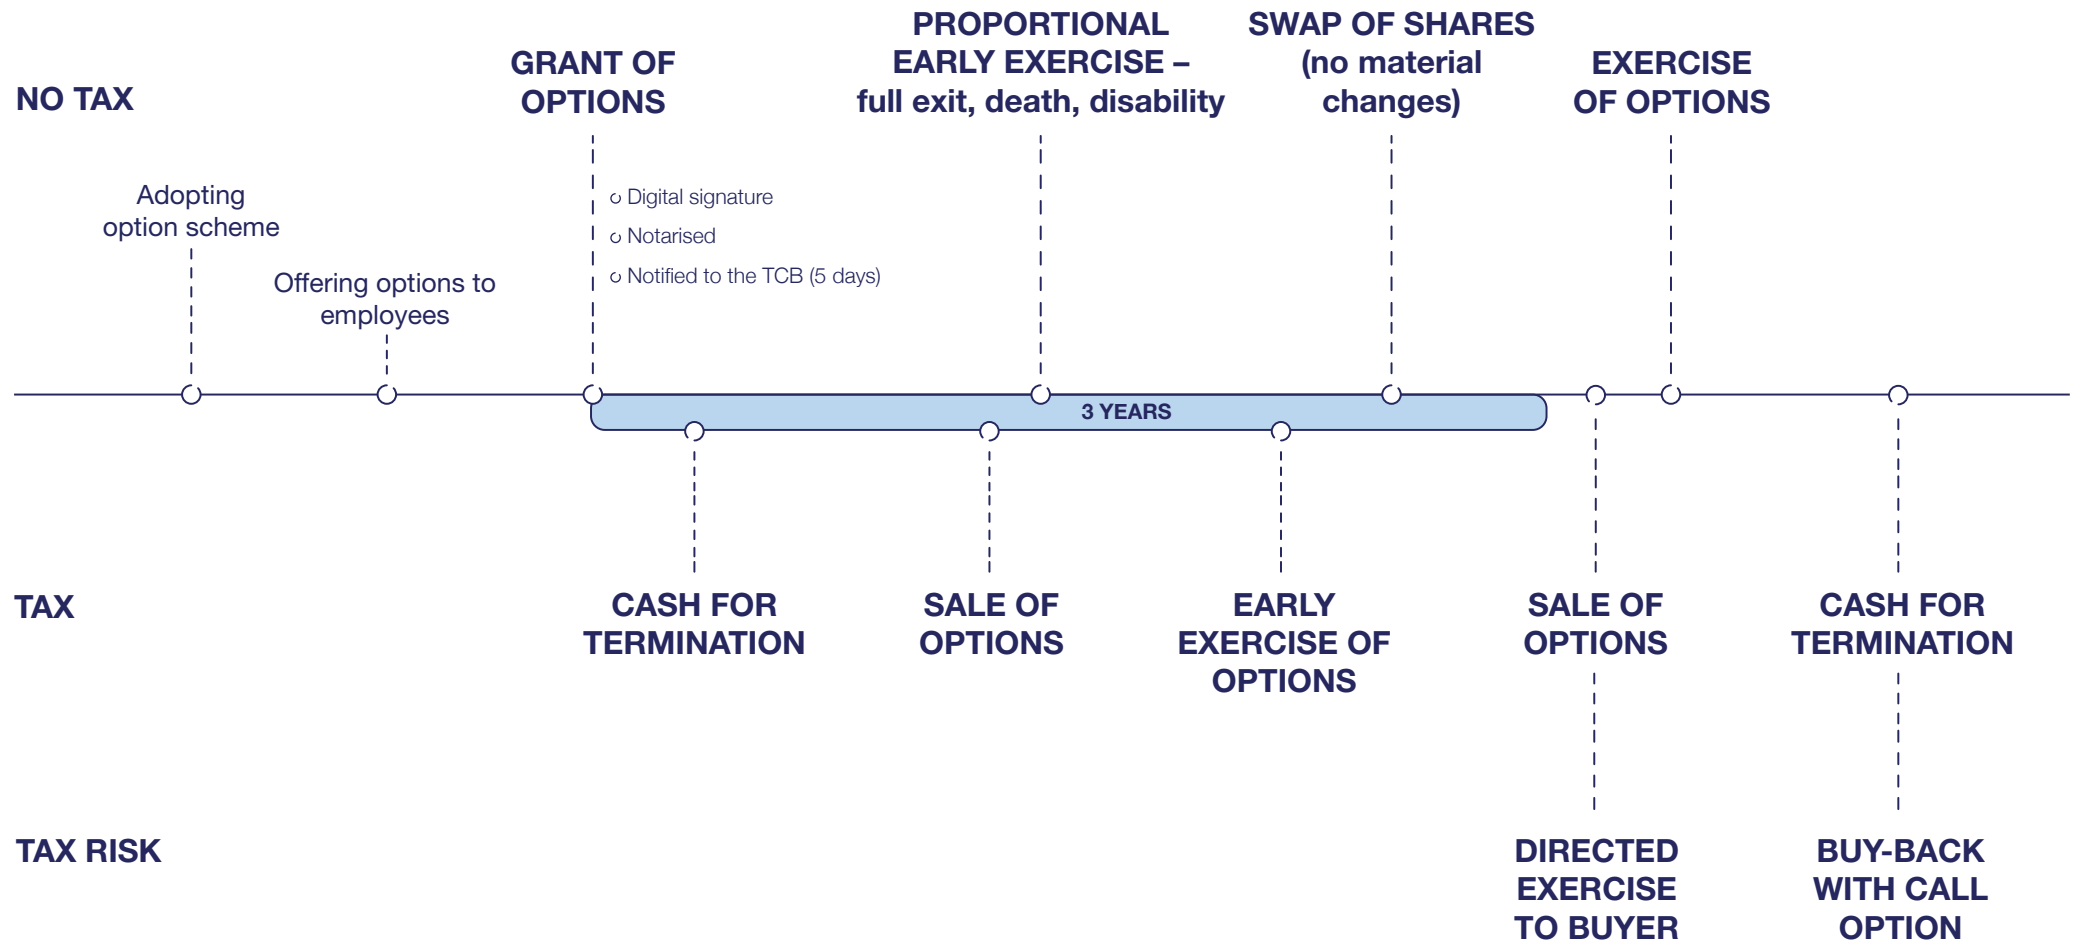 NO TAX
GRANT OF
OPTIONS
PROPORTIONAL
EARLY EXERCISE –
full exit, death, disability
SWAP OF SHARES
(no material
changes)
EXERCISE
OF OPTIONS
Adopting
option scheme
Offering options to
employees
Digital signature
Notarised
Notified to the TCB (5 days)
3 YEARS
TAX
CASH FOR
TERMINATION
SALE OF
OPTIONS
EARLY
EXERCISE OF
OPTIONS
SALE OF
OPTIONS
CASH FOR
TERMINATION
TAX RISK
DIRECTED
EXERCISE
TO BUYER
BUY-BACK
WITH CALL
OPTION